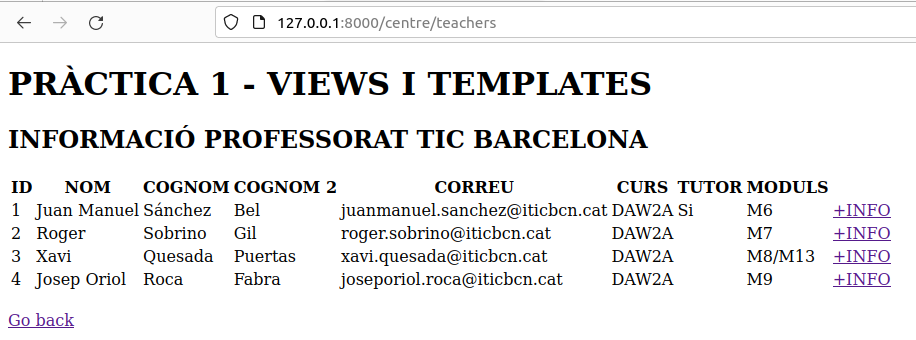 127.0.0.1:8000/centre/teachers
PRÀCTICA 1 - VIEWS I TEMPLATES
INFORMACIÓ PROFESSORAT TIC BARCELONA
ID NOM COGNOM COGNOM 2 CORREU CURS TUTOR MODULS
1 Juan Manuel Sánchez Bel juanmanuel.sanchez@iticbcn.cat DAW2A Si M6 +INFO
2 Roger Sobrino Gil roger.sobrino@iticbcn.cat DAW2A M7 +INFO
3 Xavi Quesada Puertas xavi.quesada@iticbcn.cat DAW2A M8/M13 +INFO
4 Josep Oriol Roca Fabra joseporiol.roca@iticbcn.cat DAW2A M9 +INFO
Go back